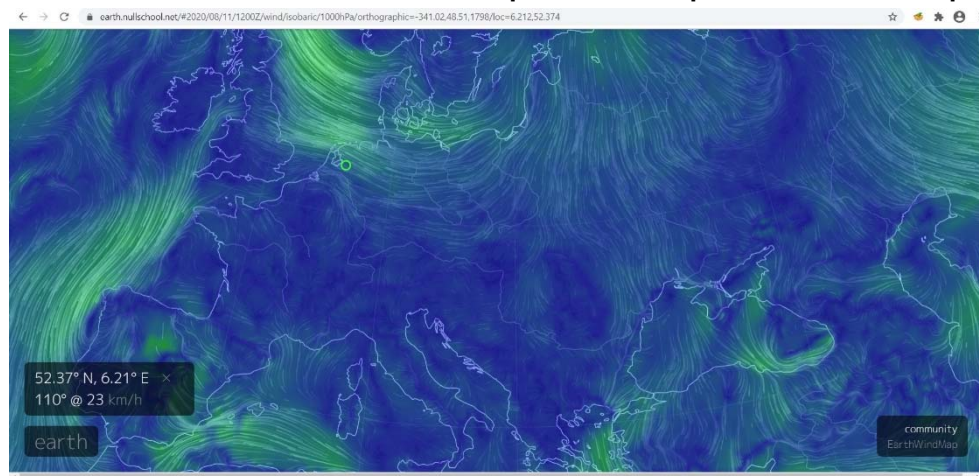 earth.nullschool.net/#2020/08/11/1200Z/wind/isobaric/1000hPa/orthographic=-341.02,48.51,1798/loc=6.212,52.374
52.37° N, 6.21° E ×
110° @ 23 km/h
earth
community
EarthWindMap